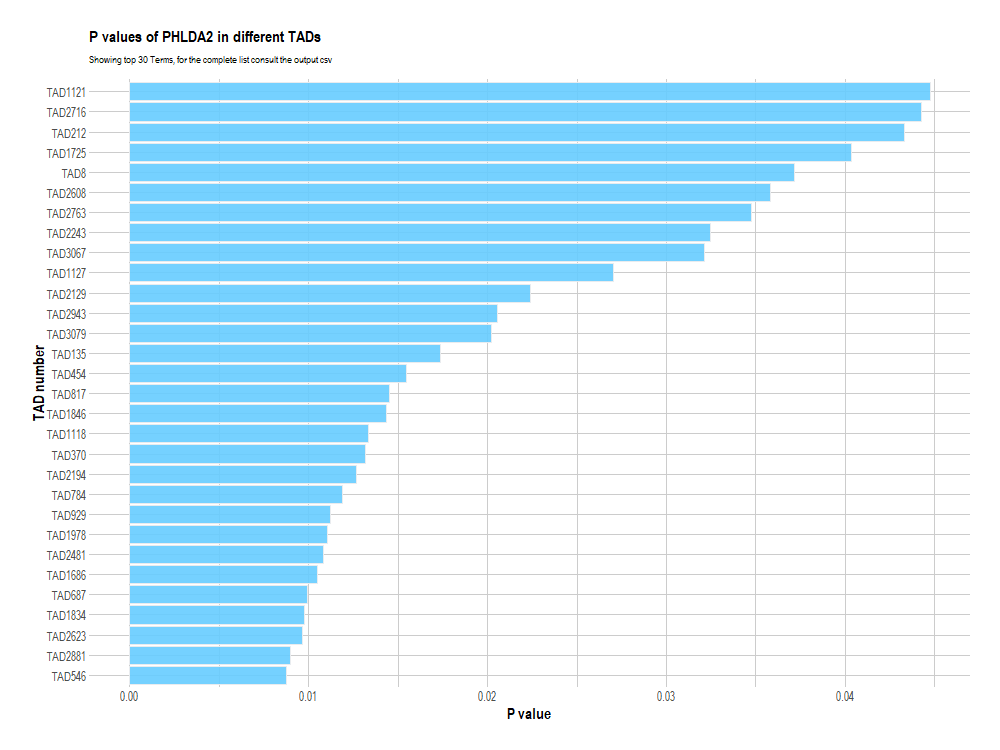 P values of PHLDA2 in different TADs
Showing top 30 Terms, for the complete list consult the output csv
TAD1121
TAD2716
TAD212
TAD1725
TAD8
TAD2608
TAD2763
TAD2243
TAD3067
TAD1127
TAD2129
TAD2943
TAD3079
TAD135
TAD454
TAD817
TAD1846
TAD1118
TAD370
TAD2194
TAD784
TAD929
TAD1978
TAD2481
TAD1686
TAD687
TAD1834
TAD2623
TAD2881
TAD546
TAD number
0.00 0.01 0.02 0.03 0.04
P value